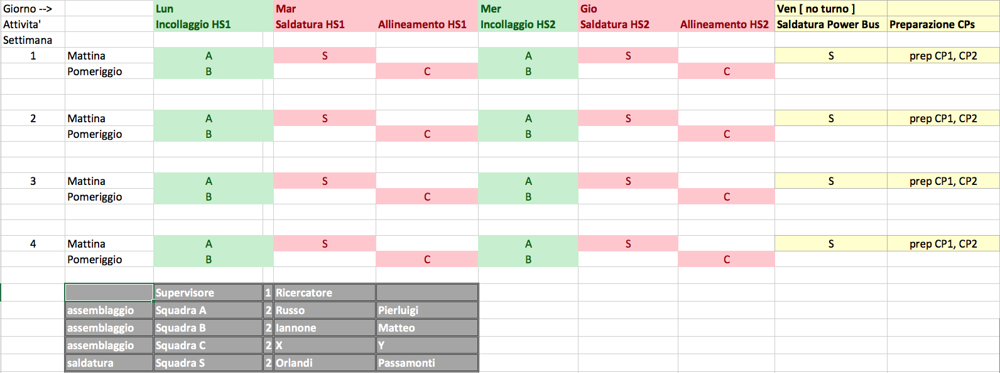 Giorno --> Lun Mar Mer Gio Ven [ no turno ]
Attivita' Incollaggio HS1 Saldatura HS1 Allineamento HS1 Incollaggio HS2 Saldatura HS2 Allineamento HS2 Saldatura Power Bus Preparazione CPs
Settimana
1 Mattina A S A S S prep CP1, CP2
Pomeriggio B C B C
2 Mattina A S A S S prep CP1, CP2
Pomeriggio B C B C
3 Mattina A S A S S prep CP1, CP2
Pomeriggio B C B C
4 Mattina A S A S S prep CP1, CP2
Pomeriggio B C B C
Supervisore 1 Ricercatore
assemblaggio Squadra A 2 Russo Pierluigi
assemblaggio Squadra B 2 Iannone Matteo
assemblaggio Squadra C 2 X Y
saldatura Squadra S 2 Orlandi Passamonti